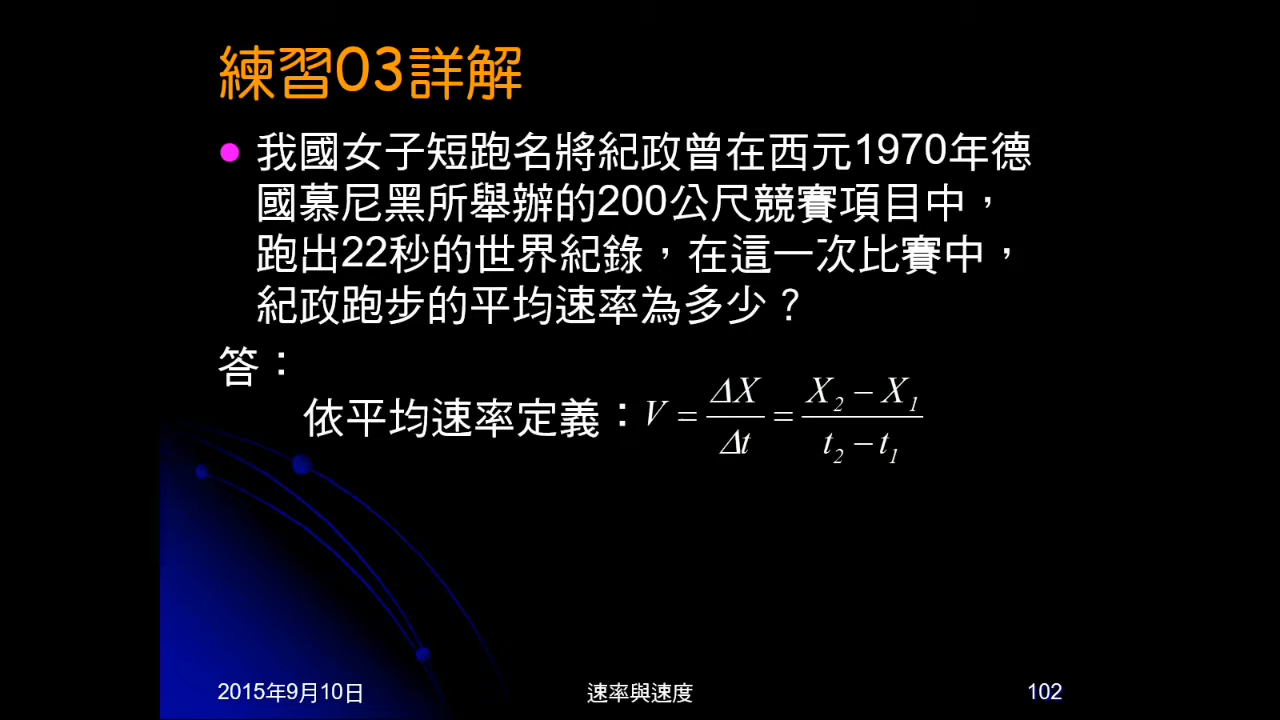 練習03詳解
我國女子短跑名將紀政曾在西元1970年德
國慕尼黑所舉辦的200公尺競賽項目中，
跑出22秒的世界紀錄，在這一次比賽中，
紀政跑步的平均速率為多少？
答：
依平均速率定義：V = ΔX/Δt = (X₂ − X₁)/(t₂ − t₁)
2015年9月10日 速率與速度 102